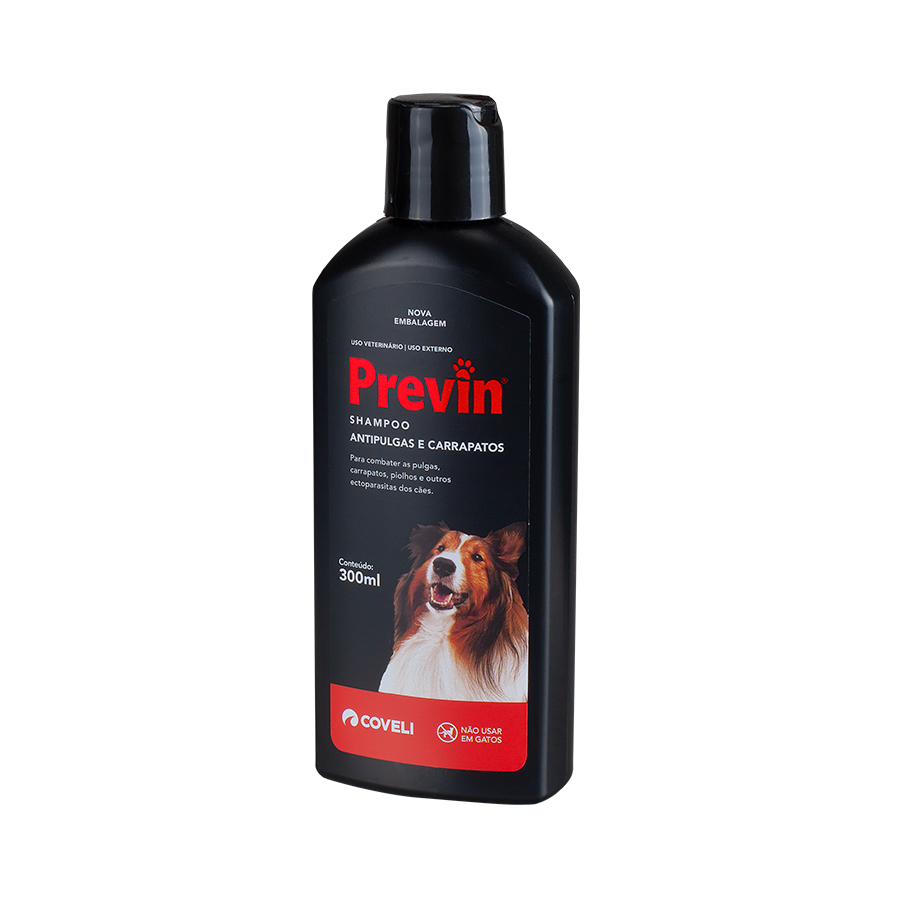 NOVA
EMBALAGEM
USO VETERINÁRIO | USO EXTERNO
Previn®
SHAMPOO
ANTIPULGAS E CARRAPATOS
Para combater as pulgas,
carrapatos, piolhos e outros
ectoparasitas dos cães.
Conteúdo:
300ml
COVELI
NÃO USAR
EM GATOS